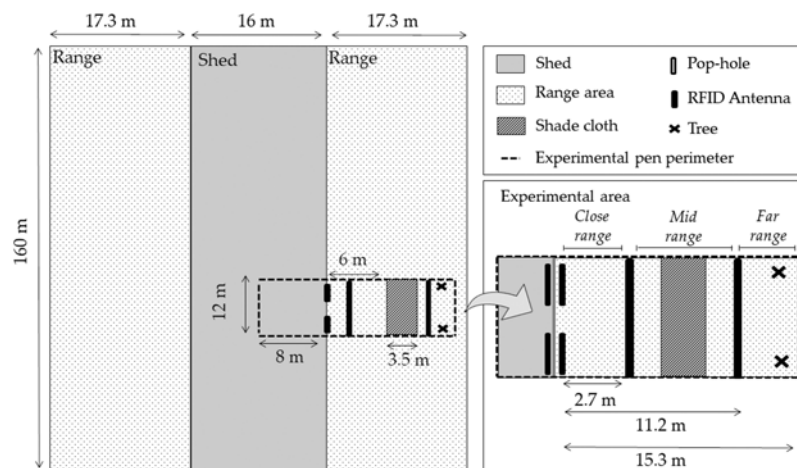 17.3 m
16 m
17.3 m
Range
Shed
Range
160 m
12 m
6 m
8 m
3.5 m
Shed
Range area
Shade cloth
Experimental pen perimeter
Pop-hole
RFID Antenna
Tree
Experimental area
Close
range
Mid
range
Far
range
2.7 m
11.2 m
15.3 m